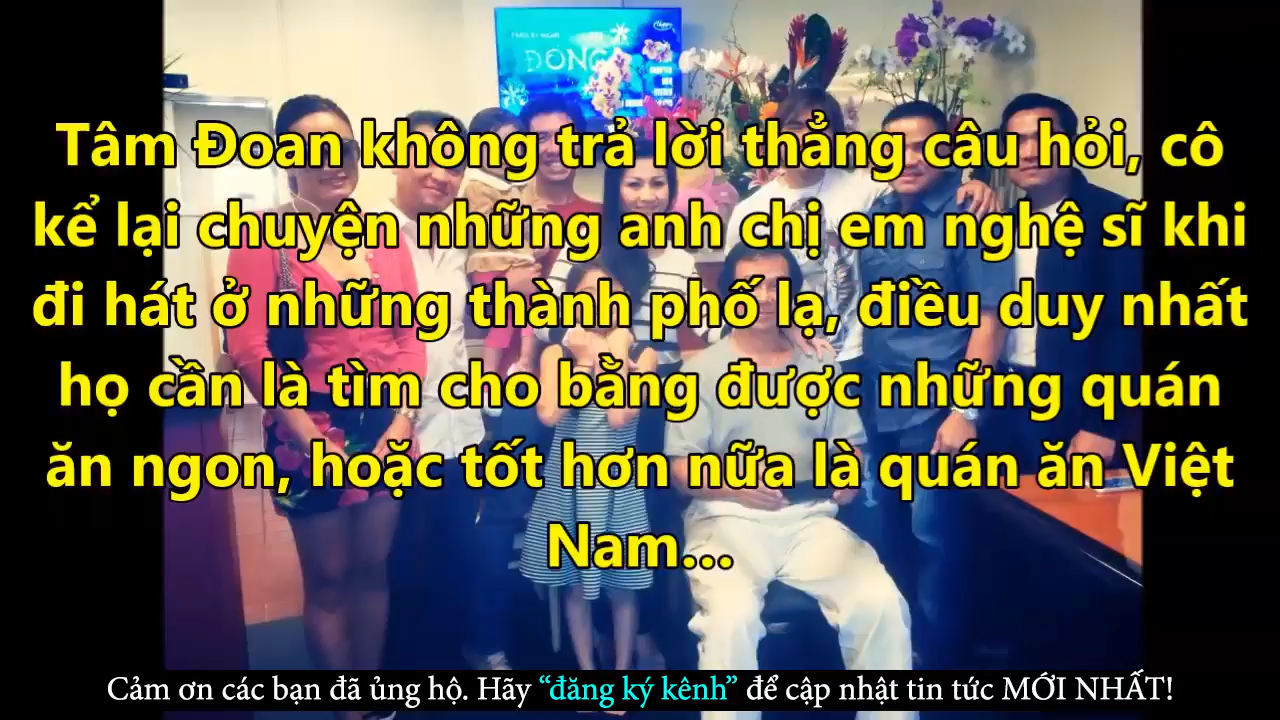 ĐÔNG
Tâm Đoan không trả lời thẳng câu hỏi, cô
kể lại chuyện những anh chị em nghệ sĩ khi
đi hát ở những thành phố lạ, điều duy nhất
họ cần là tìm cho bằng được những quán
ăn ngon, hoặc tốt hơn nữa là quán ăn Việt
Nam...
Cảm ơn các bạn đã ủng hộ. Hãy “đăng ký kênh” để cập nhật tin tức MỚI NHẤT!